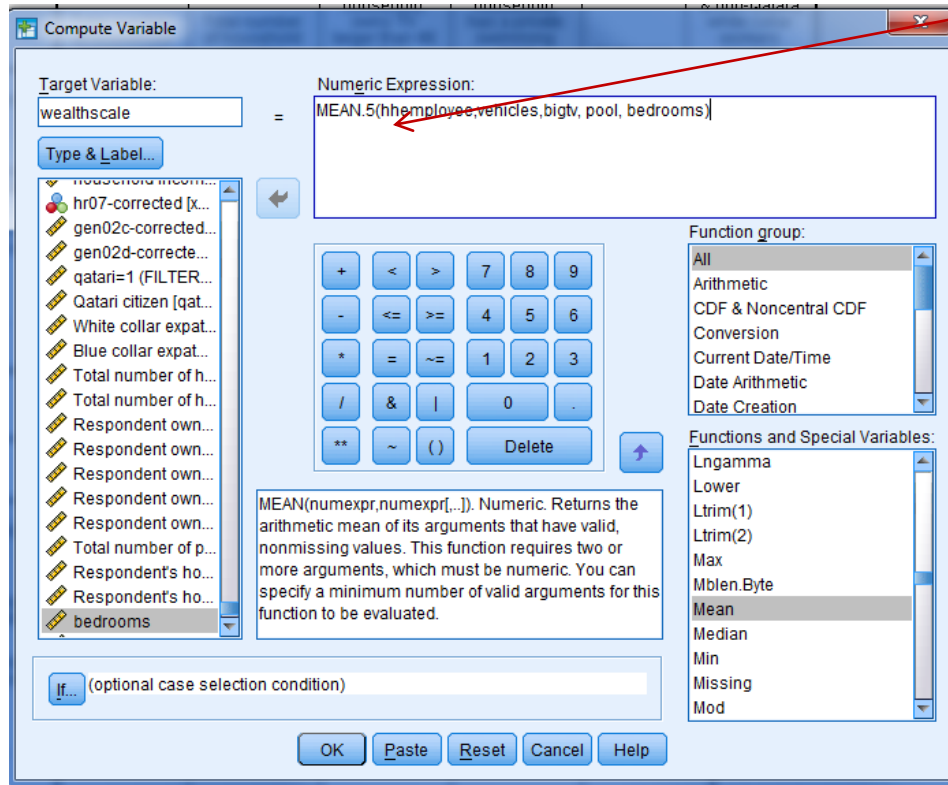 Compute Variable
Target Variable:
wealthscale
=
Numeric Expression:
MEAN.5(hhemployee,vehicles,bigtv, pool, bedrooms)
Type & Label...
household incom...
hr07-corrected [x...
gen02c-corrected...
gen02d-correcte...
qatari=1 (FILTER...
Qatari citizen [qat...
White collar expat...
Blue collar expat...
Total number of h...
Total number of h...
Respondent own...
Respondent own...
Respondent own...
Respondent own...
Respondent own...
Total number of p...
Respondent's ho...
Respondent's ho...
bedrooms
+ < > 7 8 9
- <= >= 4 5 6
* = ~= 1 2 3
/ & | 0 .
** ~ ( ) Delete
MEAN(numexpr,numexpr[,..]). Numeric. Returns the
arithmetic mean of its arguments that have valid,
nonmissing values. This function requires two or
more arguments, which must be numeric. You can
specify a minimum number of valid arguments for this
function to be evaluated.
Function group:
All
Arithmetic
CDF & Noncentral CDF
Conversion
Current Date/Time
Date Arithmetic
Date Creation
Functions and Special Variables:
Lngamma
Lower
Ltrim(1)
Ltrim(2)
Max
Mblen.Byte
Mean
Median
Min
Missing
Mod
If... (optional case selection condition)
OK Paste Reset Cancel Help